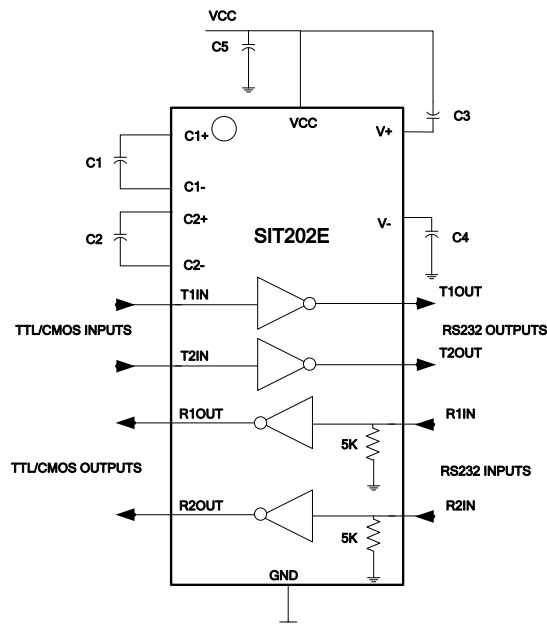 VCC
C5
VCC
C3
C1+
V+
C1
C1-
C2+
V-
C2
SIT202E
C4
C2-
T1IN
T1OUT
TTL/CMOS INPUTS
RS232 OUTPUTS
T2IN
T2OUT
R1OUT
R1IN
5K
TTL/CMOS OUTPUTS
RS232 INPUTS
R2OUT
R2IN
5K
GND